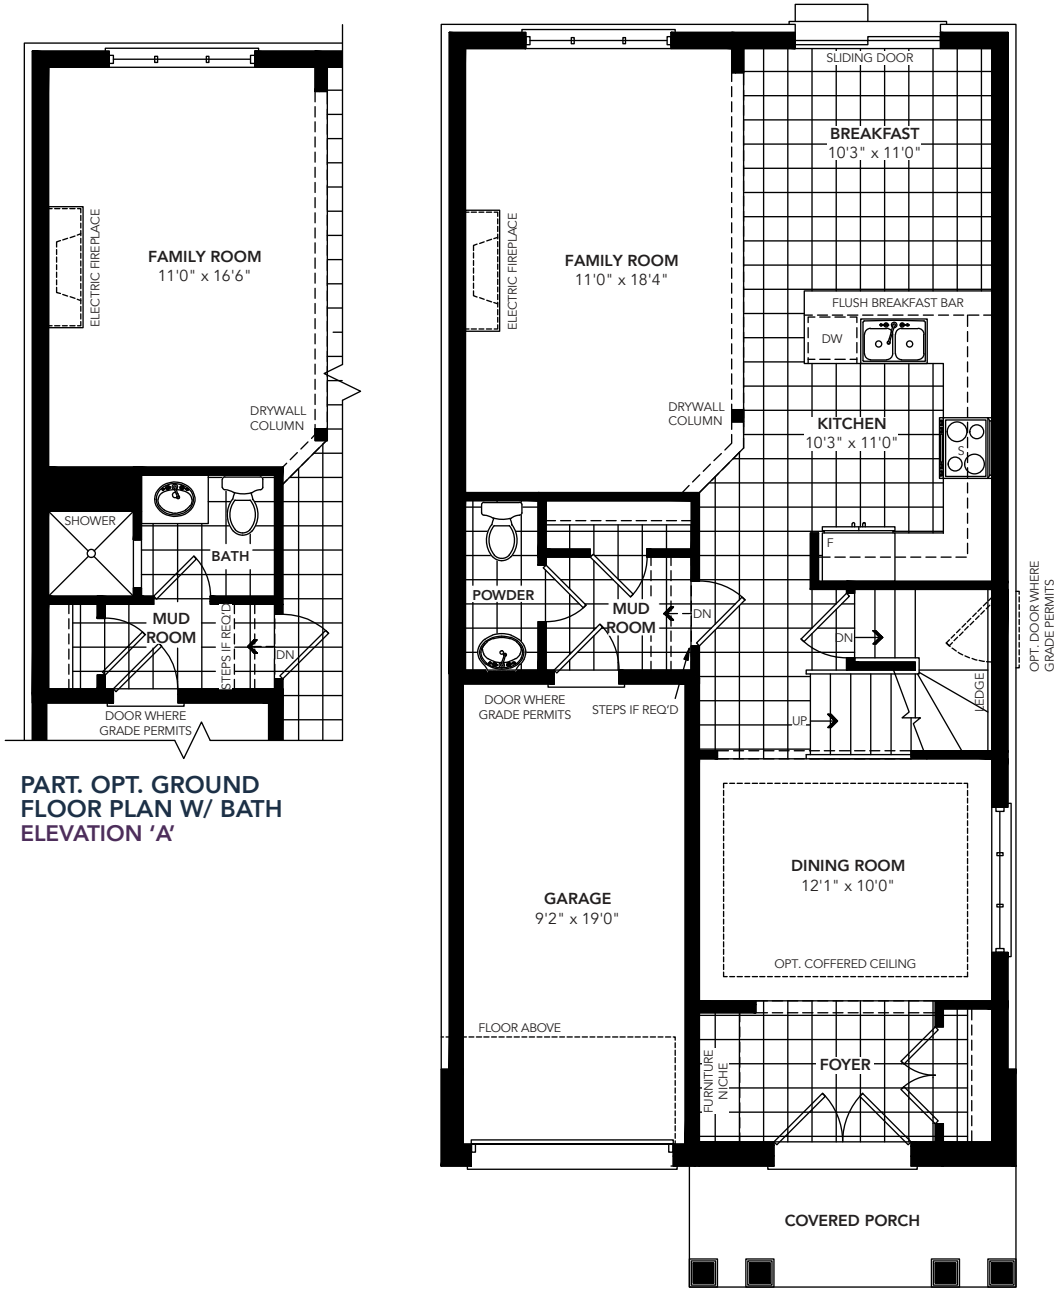 ELECTRIC FIREPLACE
FAMILY ROOM
11'0" x 16'6"
DRYWALL
COLUMN
SHOWER
BATH
MUD
ROOM
STEPS IF REQ'D
DN
DOOR WHERE
GRADE PERMITS
PART. OPT. GROUND
FLOOR PLAN W/ BATH
ELEVATION 'A'
SLIDING DOOR
BREAKFAST
10'3" x 11'0"
ELECTRIC FIREPLACE
FAMILY ROOM
11'0" x 18'4"
FLUSH BREAKFAST BAR
DW
DRYWALL
COLUMN
KITCHEN
10'3" x 11'0"
S
F
POWDER
MUD
ROOM
DN
DN
OPT. DOOR WHERE
GRADE PERMITS
LEDGE
DOOR WHERE
GRADE PERMITS
STEPS IF REQ'D
UP
DINING ROOM
12'1" x 10'0"
OPT. COFFERED CEILING
GARAGE
9'2" x 19'0"
FLOOR ABOVE
FURNITURE
NICHE
FOYER
COVERED PORCH